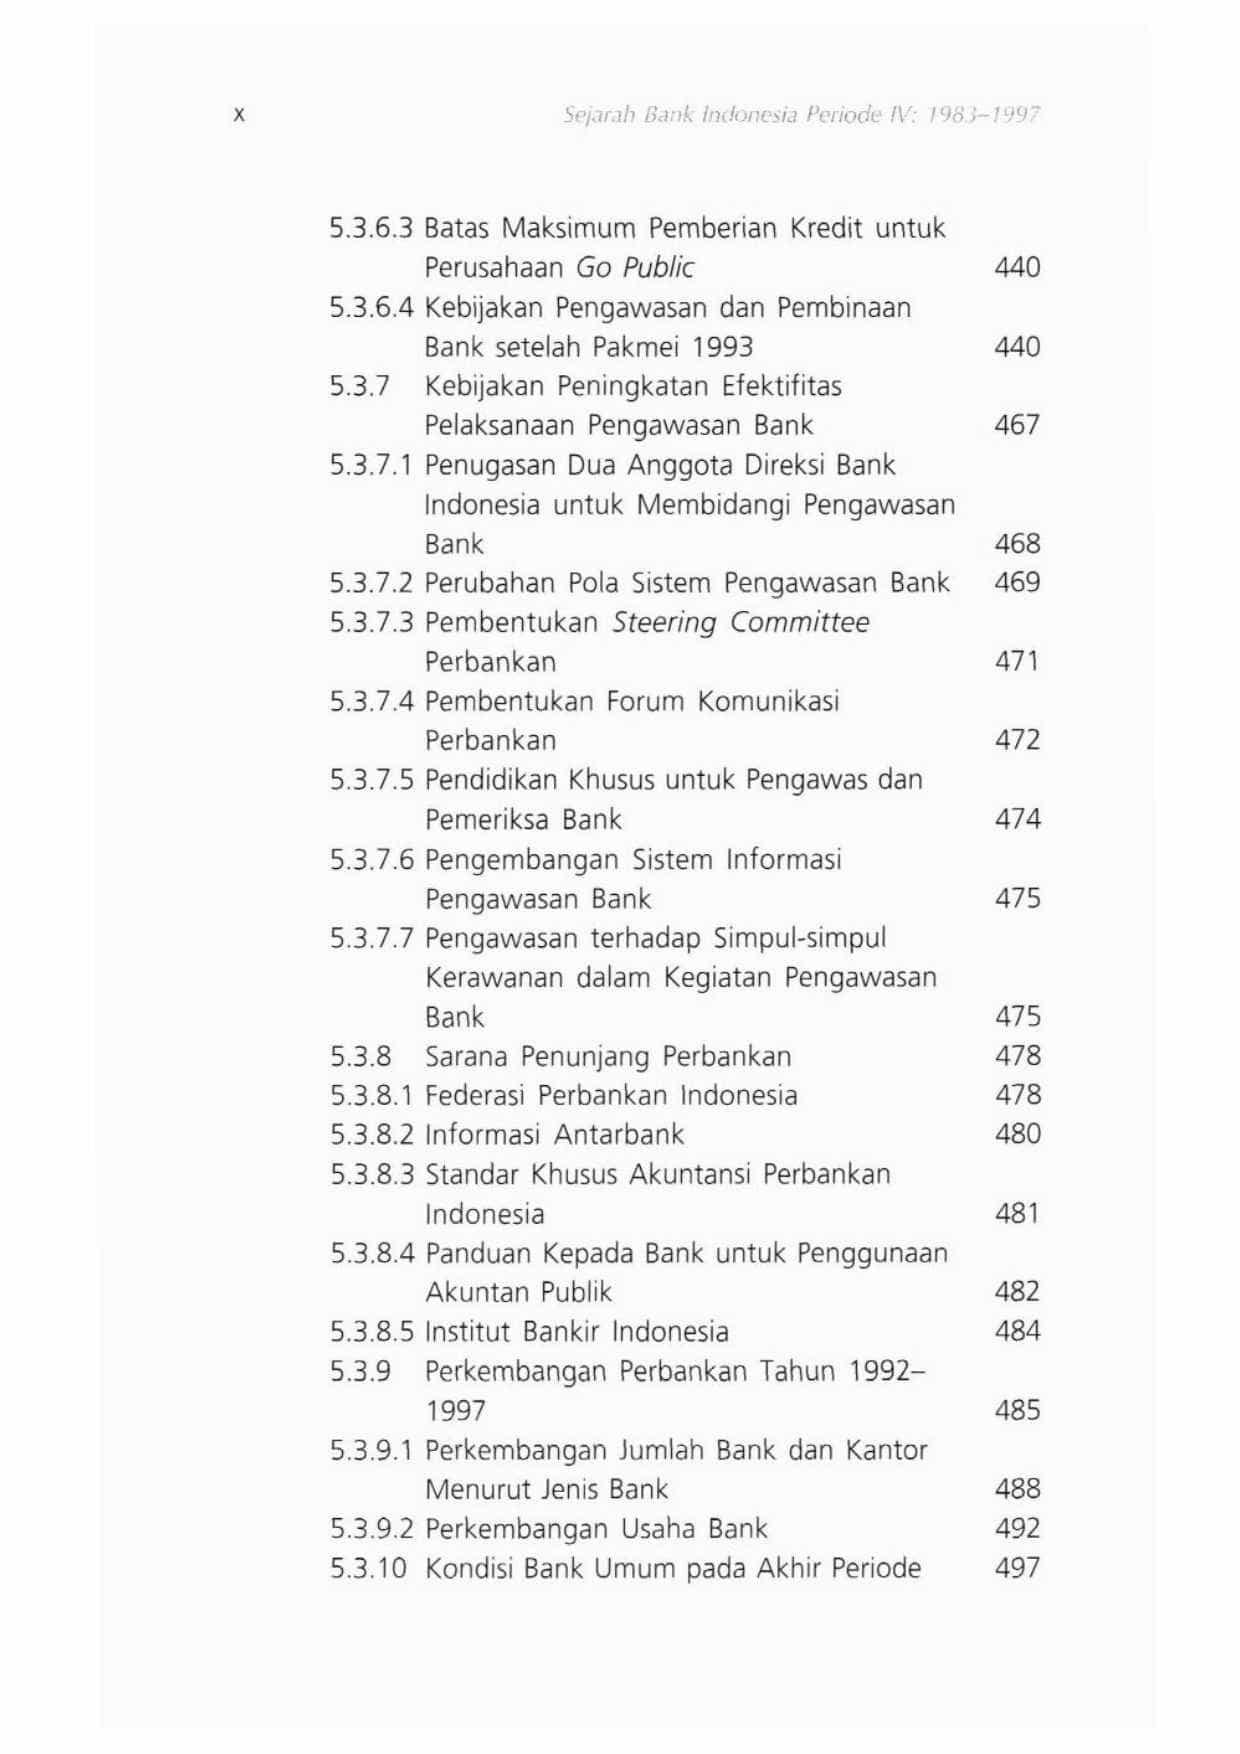 x Sejarah Bank Indonesia Periode IV: 1983–1997
5.3.6.3 Batas Maksimum Pemberian Kredit untuk
Perusahaan Go Public 440
5.3.6.4 Kebijakan Pengawasan dan Pembinaan
Bank setelah Pakmei 1993 440
5.3.7 Kebijakan Peningkatan Efektifitas
Pelaksanaan Pengawasan Bank 467
5.3.7.1 Penugasan Dua Anggota Direksi Bank
Indonesia untuk Membidangi Pengawasan
Bank 468
5.3.7.2 Perubahan Pola Sistem Pengawasan Bank 469
5.3.7.3 Pembentukan Steering Committee
Perbankan 471
5.3.7.4 Pembentukan Forum Komunikasi
Perbankan 472
5.3.7.5 Pendidikan Khusus untuk Pengawas dan
Pemeriksa Bank 474
5.3.7.6 Pengembangan Sistem Informasi
Pengawasan Bank 475
5.3.7.7 Pengawasan terhadap Simpul-simpul
Kerawanan dalam Kegiatan Pengawasan
Bank 475
5.3.8 Sarana Penunjang Perbankan 478
5.3.8.1 Federasi Perbankan Indonesia 478
5.3.8.2 Informasi Antarbank 480
5.3.8.3 Standar Khusus Akuntansi Perbankan
Indonesia 481
5.3.8.4 Panduan Kepada Bank untuk Penggunaan
Akuntan Publik 482
5.3.8.5 Institut Bankir Indonesia 484
5.3.9 Perkembangan Perbankan Tahun 1992–
1997 485
5.3.9.1 Perkembangan Jumlah Bank dan Kantor
Menurut Jenis Bank 488
5.3.9.2 Perkembangan Usaha Bank 492
5.3.10 Kondisi Bank Umum pada Akhir Periode 497